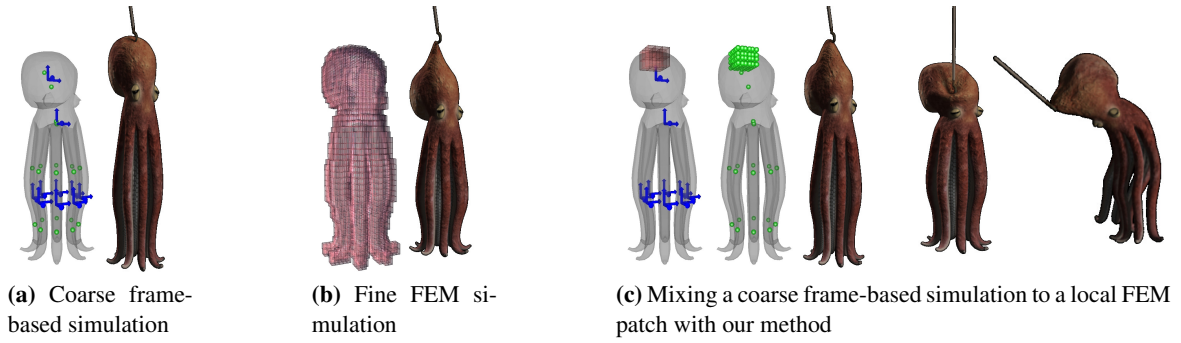 (a) Coarse frame-
based simulation
(b) Fine FEM si-
mulation
(c) Mixing a coarse frame-based simulation to a local FEM
patch with our method